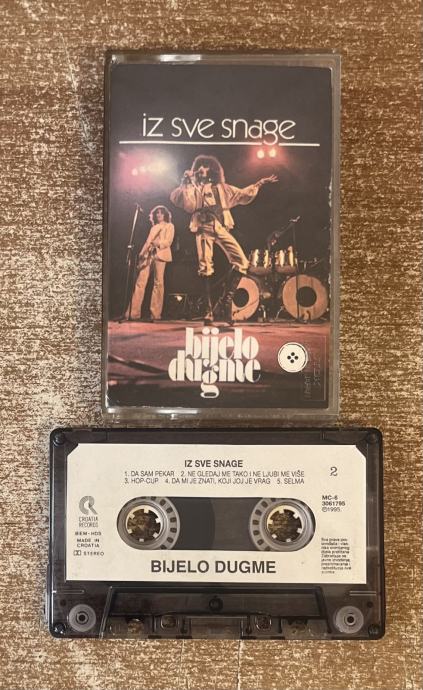 iz sve snage
bijelo
dugme
IZ SVE SNAGE
1. DA SAM PEKAR 2. NE GLEDAJ ME TAKO I NE LJUBI ME VIŠE
3. HOP-CUP 4. DA MI JE ZNATI, KOJI JOJ JE VRAG 5. SELMA
2
CROATIA
RECORDS
BIEM-HDS
MADE IN
CROATIA
STEREO
MC-6
3061795
℗1995.
BIJELO DUGME